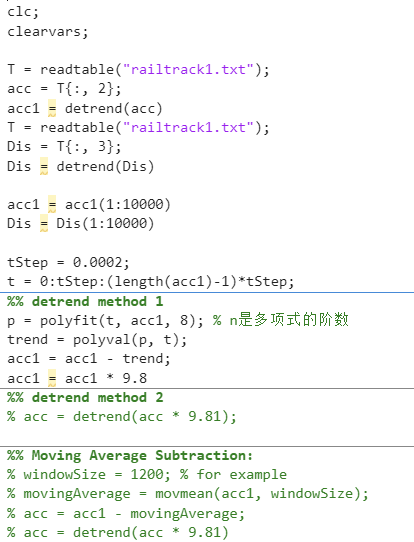 clc;
clearvars;
T = readtable("railtrack1.txt");
acc = T{:, 2};
acc1 = detrend(acc)
T = readtable("railtrack1.txt");
Dis = T{:, 3};
Dis = detrend(Dis)
acc1 = acc1(1:10000)
Dis = Dis(1:10000)
tStep = 0.0002;
t = 0:tStep:(length(acc1)-1)*tStep;
%% detrend method 1
p = polyfit(t, acc1, 8); % n是多项式的阶数
trend = polyval(p, t);
acc1 = acc1 - trend;
acc1 = acc1 * 9.8
%% detrend method 2
% acc = detrend(acc * 9.81);
%% Moving Average Subtraction:
% windowSize = 1200; % for example
% movingAverage = movmean(acc1, windowSize);
% acc = acc1 - movingAverage;
% acc = detrend(acc * 9.81)